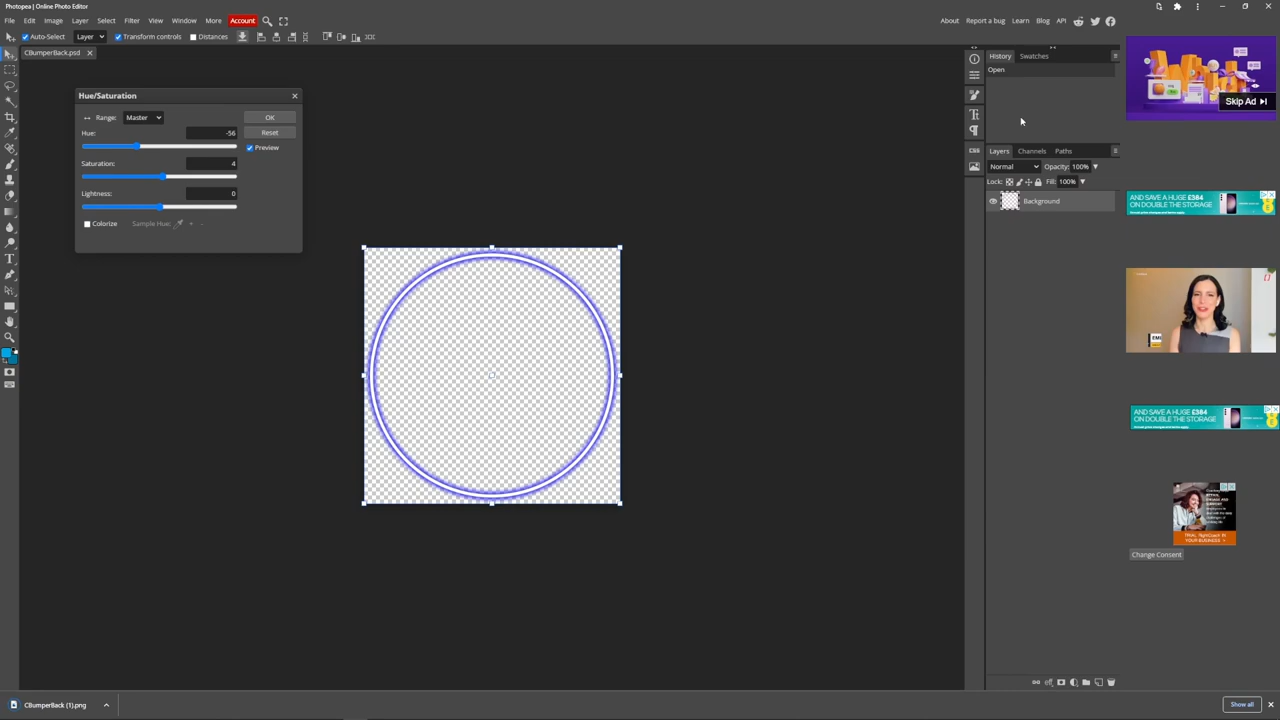 Photopea | Online Photo Editor
File Edit Image Layer Select Filter View Window More Account
About Report a bug Learn Blog API
Auto-Select Layer Transform controls Distances
CBumperBack.psd
Hue/Saturation
Range: Master OK
Hue: -56 Reset
Preview
Saturation: 4
Lightness: 0
Colorize Sample Hue: + -
History Swatches
Open
Layers Channels Paths
Normal Opacity: 100%
Lock: Fill: 100%
Background
Skip Ad
AND SAVE A HUGE £384
ON DOUBLE THE STORAGE
AND SAVE A HUGE £384
ON DOUBLE THE STORAGE
YOUR BUSINESS
Change Consent
eff
CBumperBack (1).png
Show all